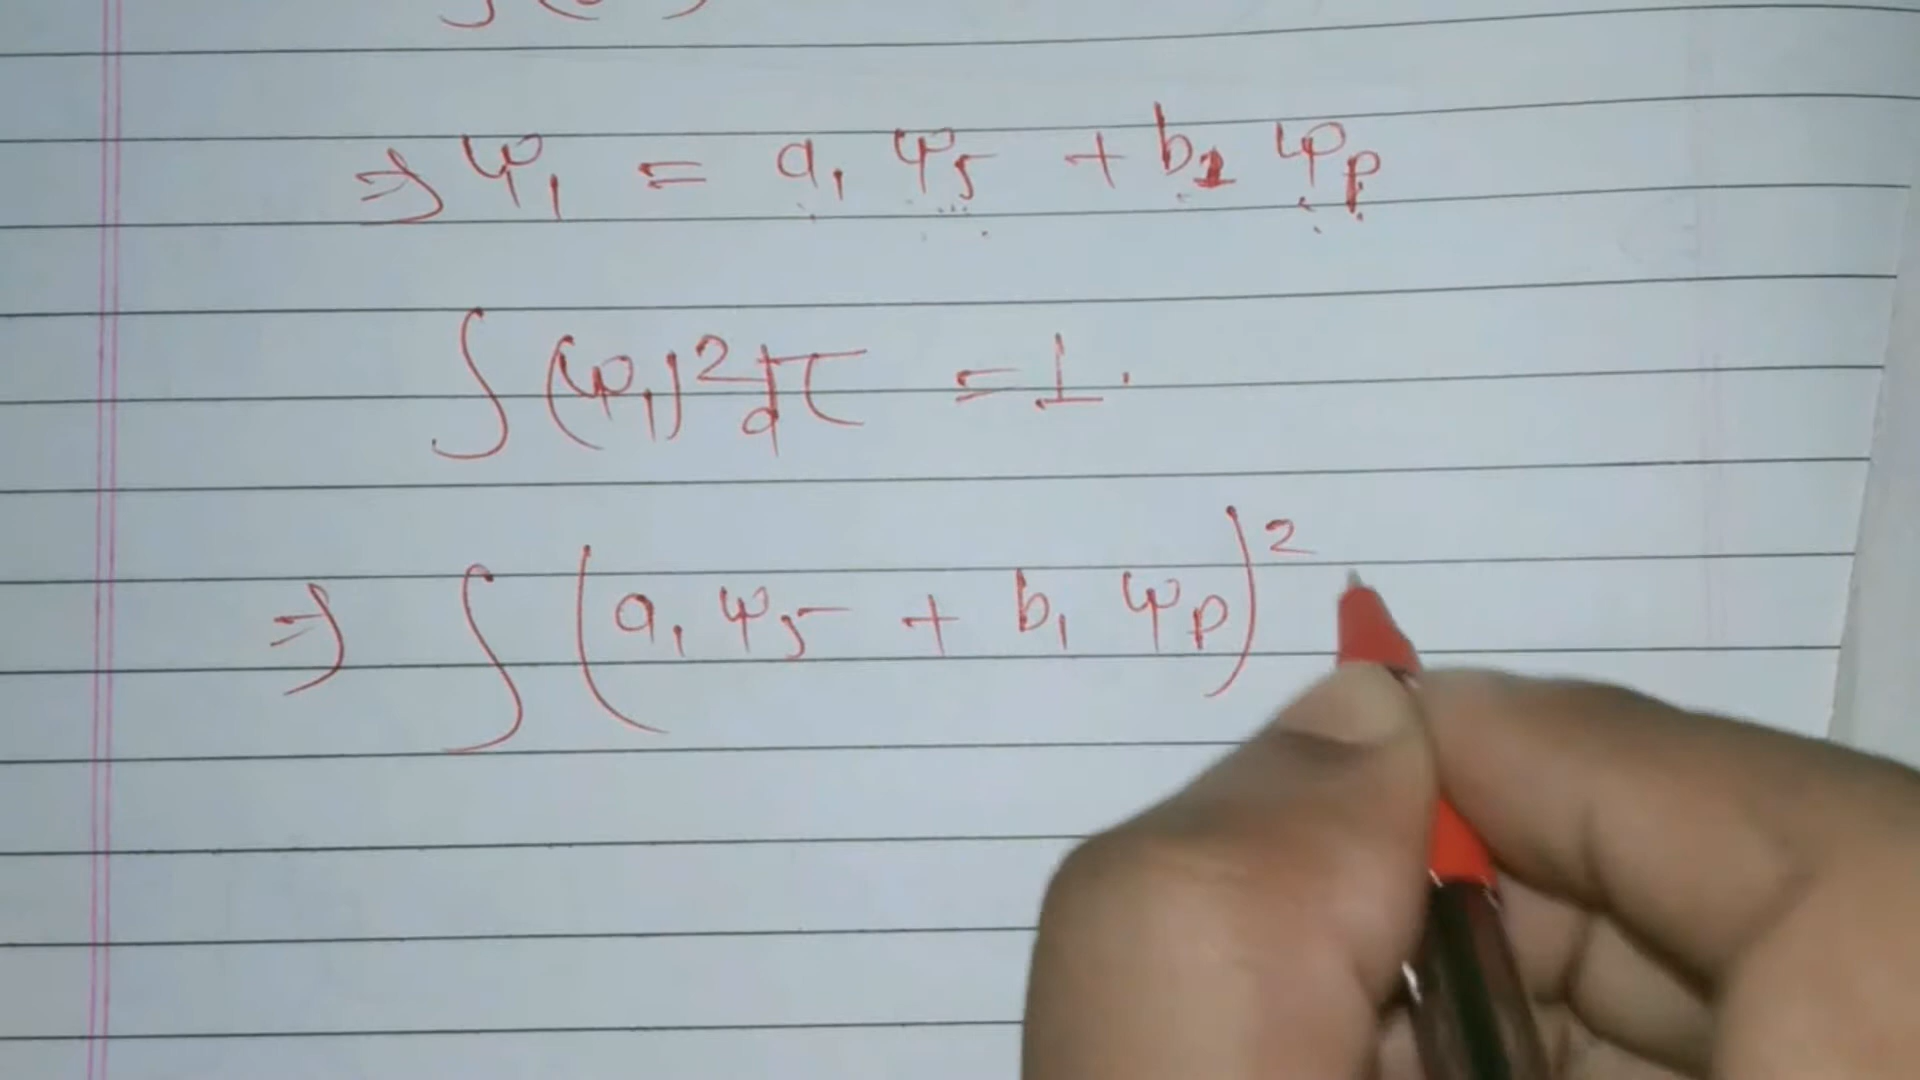 ⇒ ψ₁ = a₁ ψₛ + b₁ ψₚ
∫ (ψ₁)² dτ = 1.
⇒ ∫ (a₁ ψₛ + b₁ ψₚ)²